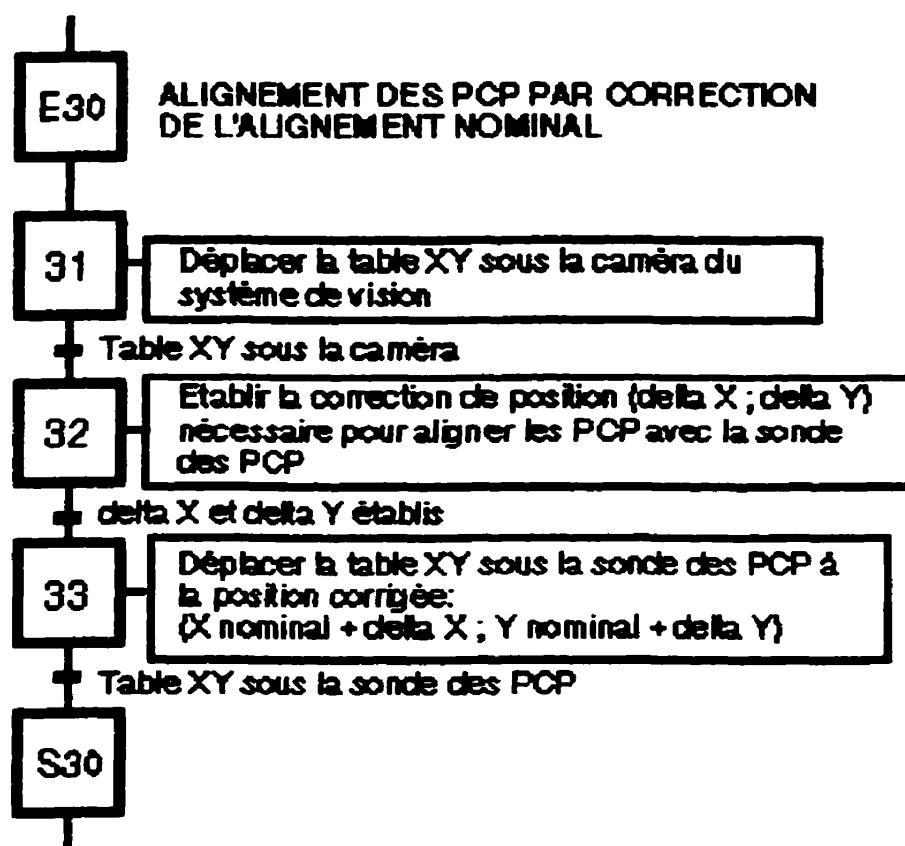 E30
ALIGNEMENT DES PCP PAR CORRECTION
DE L'ALIGNEMENT NOMINAL
31
Déplacer la table XY sous la caméra du
système de vision
Table XY sous la caméra
32
Etablir la correction de position (delta X ; delta Y)
nécessaire pour aligner les PCP avec la sonde
des PCP
delta X et delta Y établis
33
Déplacer la table XY sous la sonde des PCP à
la position corrigée:
(X nominal + delta X ; Y nominal + delta Y)
Table XY sous la sonde des PCP
S30